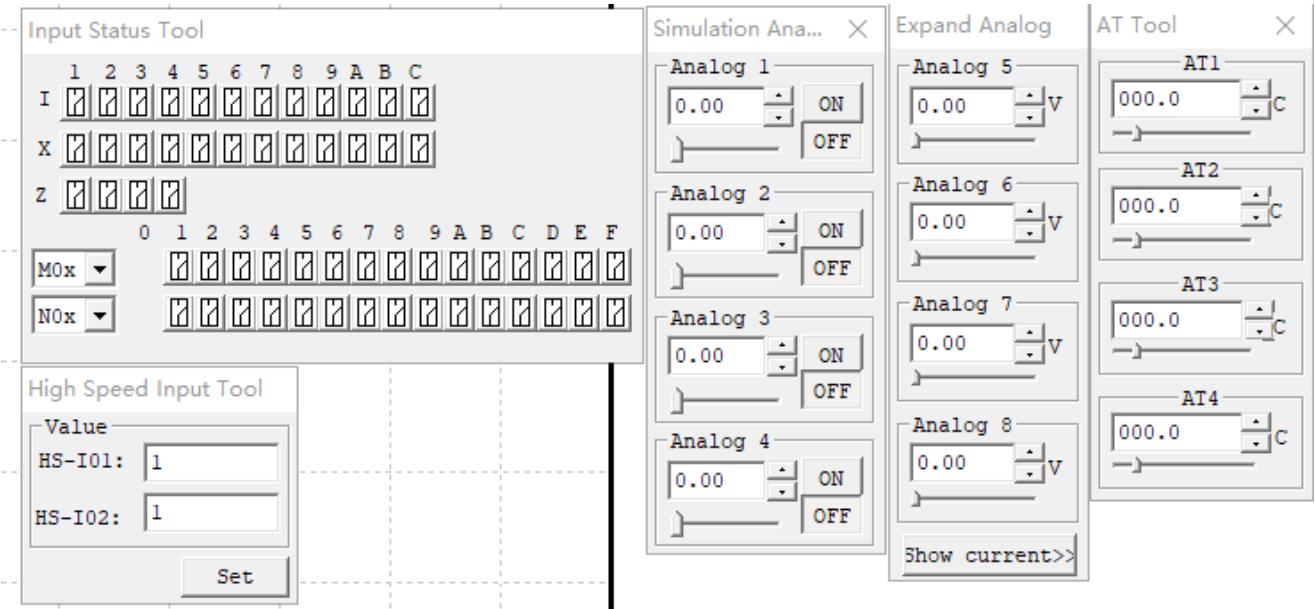 Input Status Tool
1 2 3 4 5 6 7 8 9 A B C
I
X
Z
0 1 2 3 4 5 6 7 8 9 A B C D E F
M0x
N0x
High Speed Input Tool
Value
HS-I01: 1
HS-I02: 1
Set
Simulation Ana...
Analog 1
0.00 ON
OFF
Analog 2
0.00 ON
OFF
Analog 3
0.00 ON
OFF
Analog 4
0.00 ON
OFF
Expand Analog
Analog 5
0.00 V
Analog 6
0.00 V
Analog 7
0.00 V
Analog 8
0.00 V
Show current>>
AT Tool
AT1
000.0 C
AT2
000.0 C
AT3
000.0 C
AT4
000.0 C